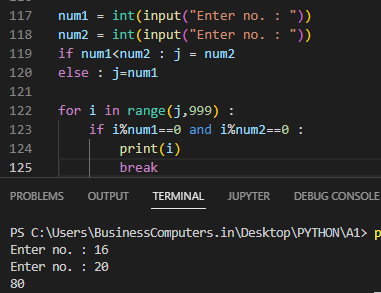 117 num1 = int(input("Enter no. : "))
118 num2 = int(input("Enter no. : "))
119 if num1<num2 : j = num2
120 else : j=num1
121
122 for i in range(j,999) :
123 if i%num1==0 and i%num2==0 :
124 print(i)
125 break
PROBLEMS OUTPUT TERMINAL JUPYTER DEBUG CONSOLE
PS C:\Users\BusinessComputers.in\Desktop\PYTHON\A1> p
Enter no. : 16
Enter no. : 20
80